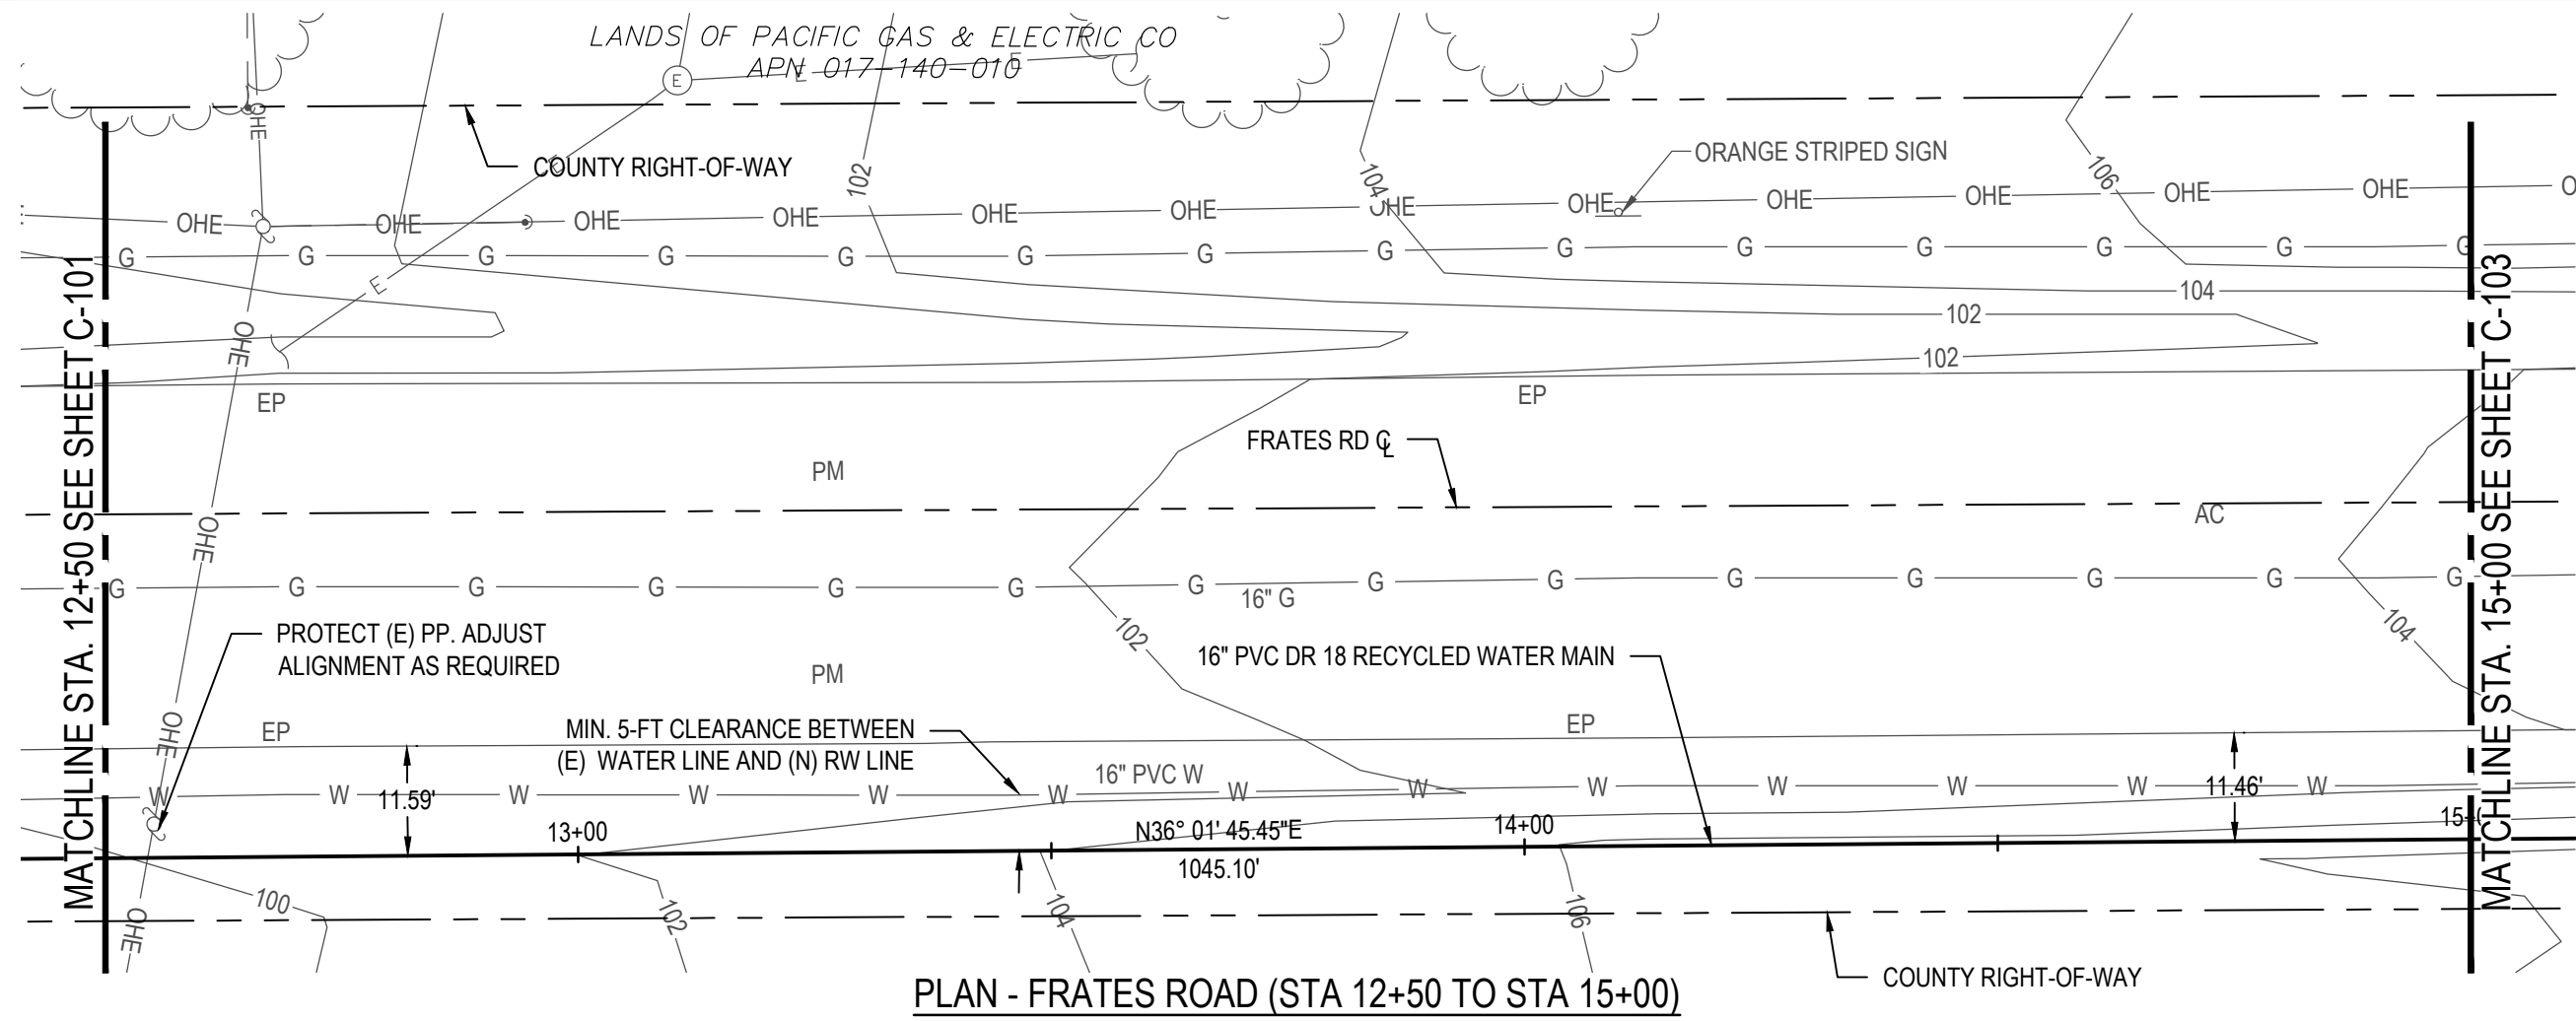 LANDS OF PACIFIC GAS & ELECTRIC CO
APN 017-140-010
E
E
E
E
E
OHE
COUNTY RIGHT-OF-WAY
102
104
ORANGE STRIPED SIGN
106
OHE OHE OHE OHE OHE OHE OHE OHE OHE OHE OHE OHE
G G G G G G G G G G G G G G
104
102
102
OHE
EP
EP
FRATES RD ℄
PM
AC
OHE
G G G G G G G G G G G G G G
16" G
102
104
PROTECT (E) PP. ADJUST
ALIGNMENT AS REQUIRED
16" PVC DR 18 RECYCLED WATER MAIN
PM
OHE
EP
EP
MIN. 5-FT CLEARANCE BETWEEN
(E) WATER LINE AND (N) RW LINE
16" PVC W
W W W W W W W W W W W W W
11.59'
11.46'
13+00
N36° 01' 45.45"E
14+00
1045.10'
100
102
104
106
OHE
COUNTY RIGHT-OF-WAY
MATCHLINE STA. 12+50 SEE SHEET C-101
MATCHLINE STA. 15+00 SEE SHEET C-103
PLAN - FRATES ROAD (STA 12+50 TO STA 15+00)